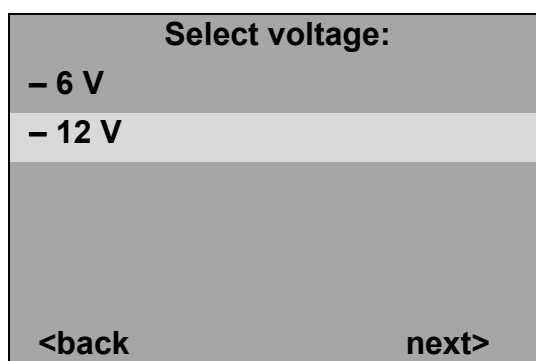 Select voltage:
– 6 V
– 12 V
<back next>